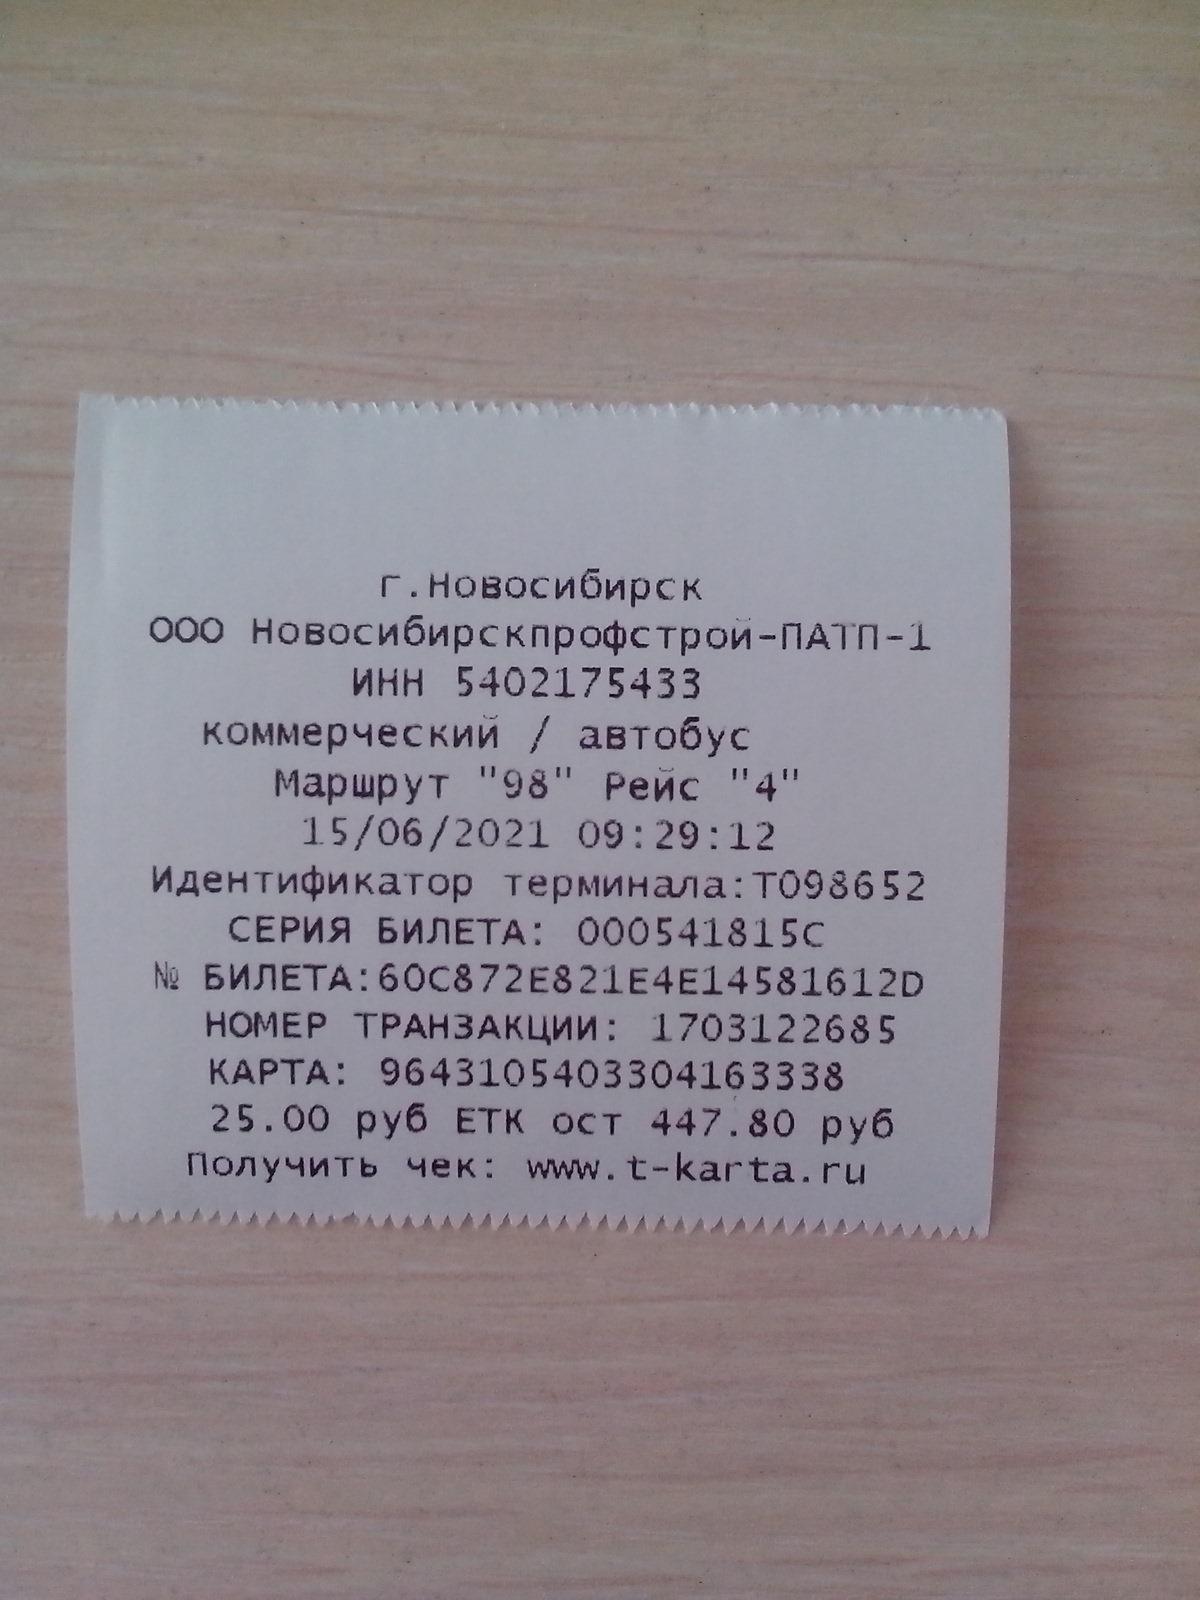 г.Новосибирск
ООО Новосибирскпрофстрой-ПАТП-1
ИНН 5402175433
коммерческий / автобус
Маршрут "98" Рейс "4"
15/06/2021 09:29:12
Идентификатор терминала:T098652
СЕРИЯ БИЛЕТА: 000541815C
№ БИЛЕТА:60C872E821E4E14581612D
НОМЕР ТРАНЗАКЦИИ: 1703122685
КАРТА: 9643105403304163338
25.00 руб ЕТК ост 447.80 руб
Получить чек: www.t-karta.ru